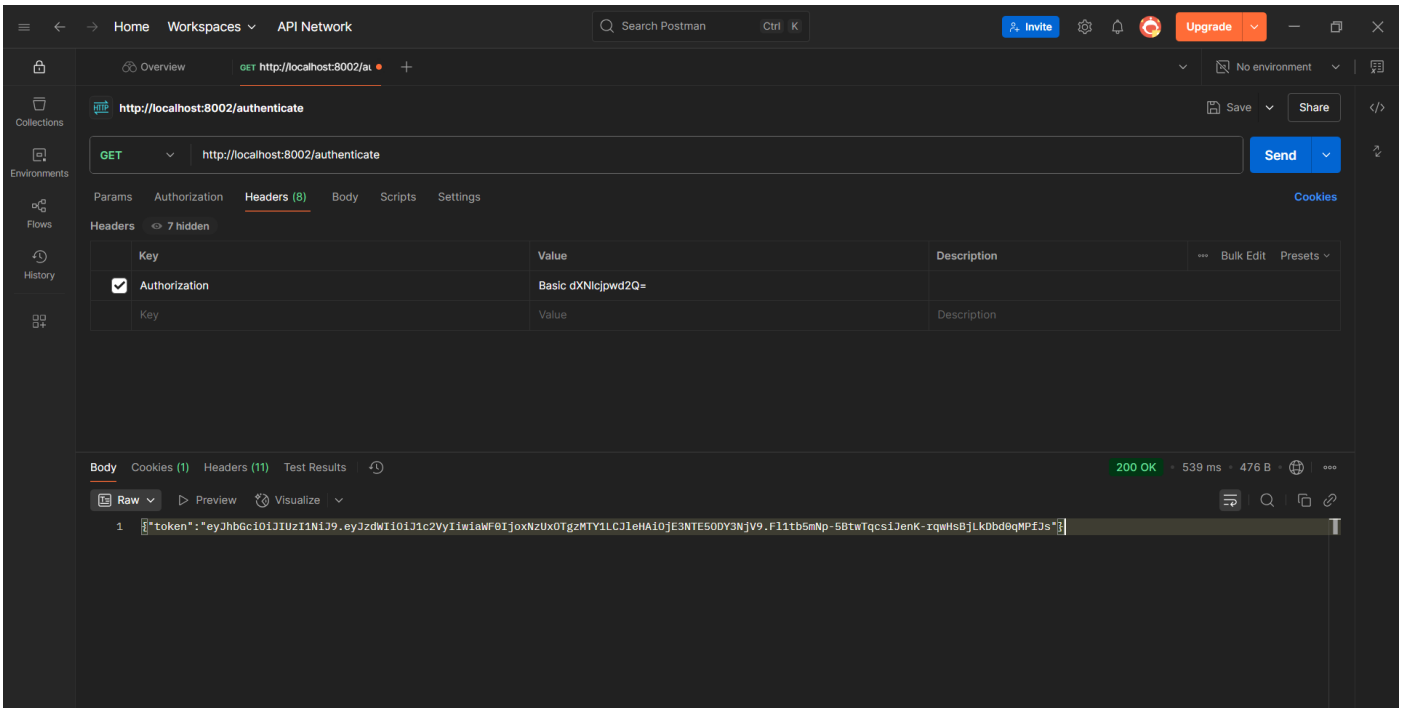 Home Workspaces API Network Search Postman Ctrl K Invite Upgrade
Overview GET http://localhost:8002/au No environment
HTTP http://localhost:8002/authenticate Save Share
Collections
GET http://localhost:8002/authenticate Send
Environments
Params Authorization Headers (8) Body Scripts Settings Cookies
Flows
Headers 7 hidden
Key Value Description Bulk Edit Presets
History
Authorization Basic dXNlcjpwd2Q=
Key Value Description
Body Cookies (1) Headers (11) Test Results 200 OK 539 ms 476 B
Raw Preview Visualize
1 {"token":"eyJhbGciOiJIUzI1NiJ9.eyJzdWIiOiJ1c2VyIiwiaWF0IjoxNzUxOTgzMTY1LCJleHAiOjE3NTE5ODY3NjV9.Fl1tb5mNp-5BtwTqcsiJenK-rqwHsBjLkDbd0qMPfJs"}